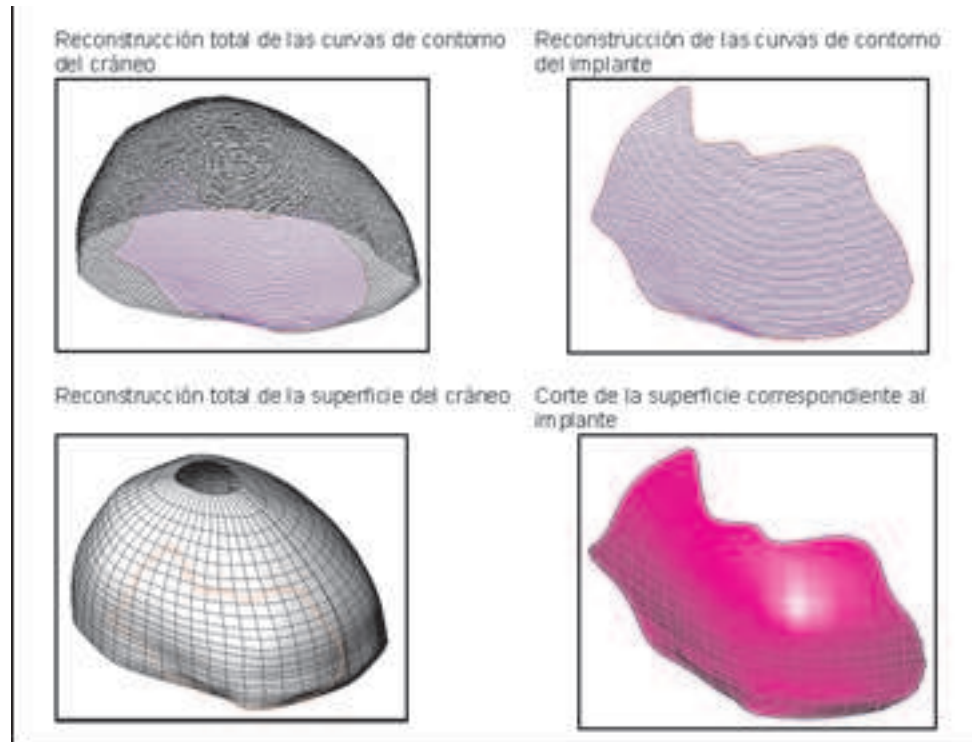 Reconstrucción total de las curvas de contorno
del cráneo
Reconstrucción de las curvas de contorno
del implante
Reconstrucción total de la superficie del cráneo
Corte de la superficie correspondiente al
implante